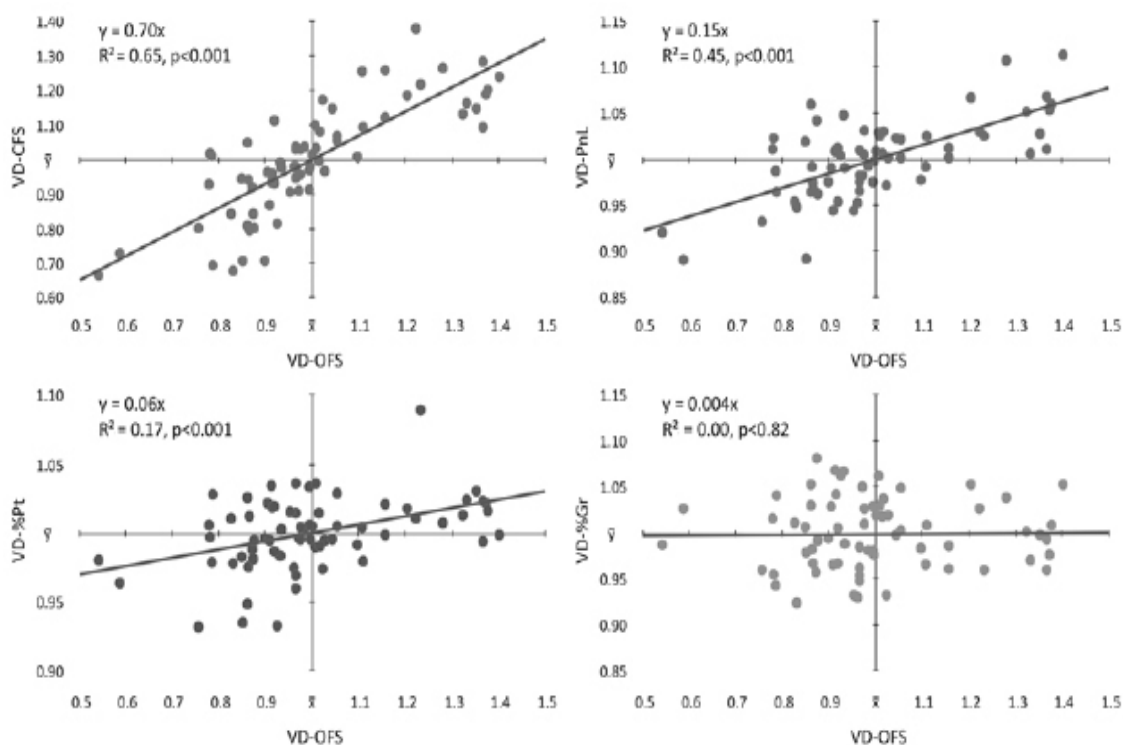 y = 0.70x
R² = 0.65, p<0.001
VD-CFS
1.40
1.30
1.20
1.10
ȳ
0.90
0.80
0.70
0.60
0.5 0.6 0.7 0.8 0.9 x̄ 1.1 1.2 1.3 1.4 1.5
VD-OFS
y = 0.15x
R² = 0.45, p<0.001
VD-PnL
1.15
1.10
1.05
ȳ
0.95
0.90
0.85
0.5 0.6 0.7 0.8 0.9 x̄ 1.1 1.2 1.3 1.4 1.5
VD-OFS
y = 0.06x
R² = 0.17, p<0.001
VD-%Pt
1.10
1.05
ȳ
0.95
0.90
0.5 0.6 0.7 0.8 0.9 x̄ 1.1 1.2 1.3 1.4 1.5
VD-OFS
y = 0.004x
R² = 0.00, p<0.82
VD-%Gr
1.15
1.10
1.05
ȳ
0.95
0.90
0.85
0.5 0.6 0.7 0.8 0.9 x̄ 1.1 1.2 1.3 1.4 1.5
VD-OFS